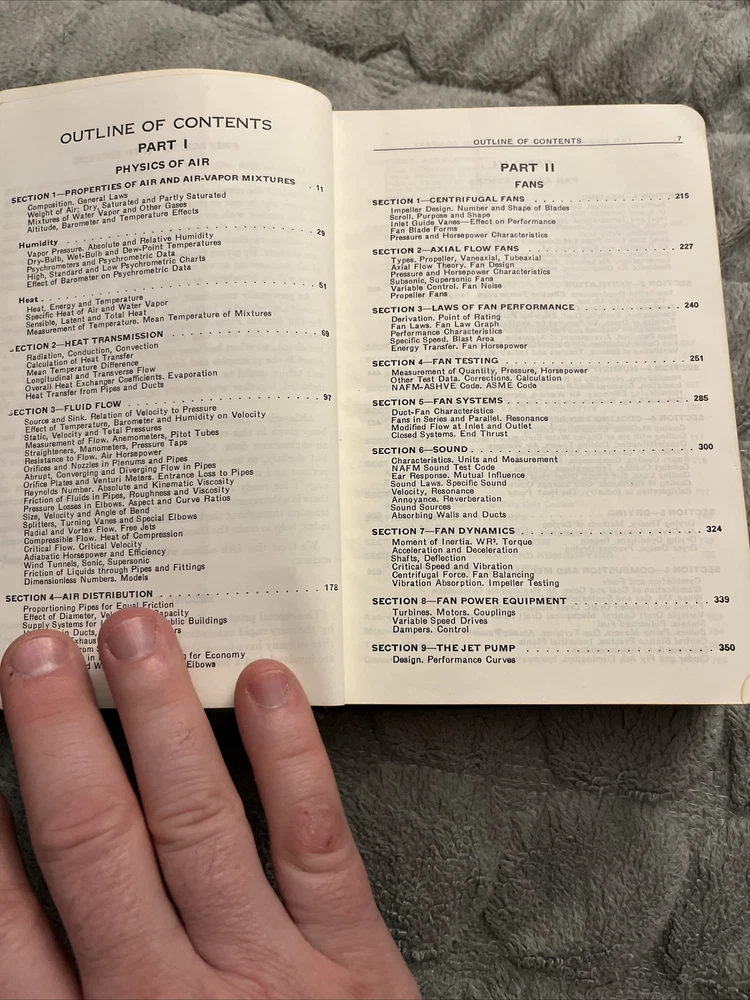 OUTLINE OF CONTENTS
PART I
PHYSICS OF AIR
SECTION 1—PROPERTIES OF AIR AND AIR-VAPOR MIXTURES . 11
Composition. General Laws
Weight of Air; Dry, Saturated and Partly Saturated
Mixtures of Water Vapor and Other Gases
Altitude, Barometer and Temperature Effects
Humidity . . . . . . . . . . . . . . . . . . . . . . 29
Vapor Pressure. Absolute and Relative Humidity
Dry-Bulb, Wet-Bulb and Dew-Point Temperatures
Psychrometers and Psychrometric Data
High, Standard and Low Psychrometric Charts
Effect of Barometer on Psychrometric Data
Heat . . . . . . . . . . . . . . . . . . . . . . . . 51
Heat, Energy and Temperature
Specific Heat of Air and Water Vapor
Sensible, Latent and Total Heat
Measurement of Temperature. Mean Temperature of Mixtures
SECTION 2—HEAT TRANSMISSION . . . . . . . . . . . . 69
Radiation, Conduction, Convection
Calculation of Heat Transfer
Mean Temperature Difference
Longitudinal and Transverse Flow
Overall Heat Exchanger Coefficients. Evaporation
Heat Transfer from Pipes and Ducts
SECTION 3—FLUID FLOW . . . . . . . . . . . . . . . . 97
Source and Sink. Relation of Velocity to Pressure
Effect of Temperature, Barometer and Humidity on Velocity
Static, Velocity and Total Pressures
Measurement of Flow. Anemometers, Pitot Tubes
Straighteners, Manometers, Pressure Taps
Resistance to Flow. Air Horsepower
Orifices and Nozzles in Plenums and Pipes
Abrupt, Converging and Diverging Flow in Pipes
Orifice Plates and Venturi Meters. Entrance Loss to Pipes
Reynolds Number. Absolute and Kinematic Viscosity
Friction of Fluids in Pipes, Roughness and Viscosity
Pressure Losses in Elbows. Aspect and Curve Ratios
Size, Velocity and Angle of Bend
Splitters, Turning Vanes and Special Elbows
Radial and Vortex Flow. Free Jets
Compressible Flow. Heat of Compression
Critical Flow. Critical Velocity
Adiabatic Horsepower and Efficiency
Wind Tunnels, Sonic, Supersonic
Friction of Liquids through Pipes and Fittings
Dimensionless Numbers. Models
SECTION 4—AIR DISTRIBUTION . . . . . . . . . . . . . 178
Proportioning Pipes for Equal Friction
Effect of Diameter,
Supply Systems for Buildings
in Ducts,
from
in for Economy
Elbows
OUTLINE OF CONTENTS 7
PART II
FANS
SECTION 1—CENTRIFUGAL FANS . . . . . . . . . . . . . 215
Impeller Design. Number and Shape of Blades
Scroll. Purpose and Shape
Inlet Guide Vanes—Effect on Performance
Fan Blade Forms
Pressure and Horsepower Characteristics
SECTION 2—AXIAL FLOW FANS . . . . . . . . . . . . . 227
Types. Propeller, Vaneaxial, Tubeaxial
Axial Flow Theory. Fan Design
Pressure and Horsepower Characteristics
Subsonic, Supersonic Fans
Variable Control. Fan Noise
Propeller Fans
SECTION 3—LAWS OF FAN PERFORMANCE . . . . . . . . . 240
Derivation. Point of Rating
Fan Laws. Fan Law Graph
Performance Characteristics
Specific Speed. Blast Area
Energy Transfer. Fan Horsepower
SECTION 4—FAN TESTING . . . . . . . . . . . . . . . 251
Measurement of Quantity, Pressure, Horsepower
Other Test Data. Corrections. Calculation
NAFM-ASHVE Code. ASME Code
SECTION 5—FAN SYSTEMS . . . . . . . . . . . . . . . 285
Duct-Fan Characteristics
Fans in Series and Parallel. Resonance
Modified Flow at Inlet and Outlet
Closed Systems. End Thrust
SECTION 6—SOUND . . . . . . . . . . . . . . . . . . 300
Characteristics. Units and Measurement
NAFM Sound Test Code
Ear Response. Mutual Influence
Sound Laws. Specific Sound
Velocity, Resonance
Annoyance. Reverberation
Sound Sources
Absorbing Walls and Ducts
SECTION 7—FAN DYNAMICS . . . . . . . . . . . . . . . 324
Moment of Inertia. WR². Torque
Acceleration and Deceleration
Shafts, Deflection
Critical Speed and Vibration
Centrifugal Force. Fan Balancing
Vibration Absorption. Impeller Testing
SECTION 8—FAN POWER EQUIPMENT . . . . . . . . . . . 339
Turbines. Motors. Couplings
Variable Speed Drives
Dampers. Control
SECTION 9—THE JET PUMP . . . . . . . . . . . . . . . 350
Design. Performance Curves